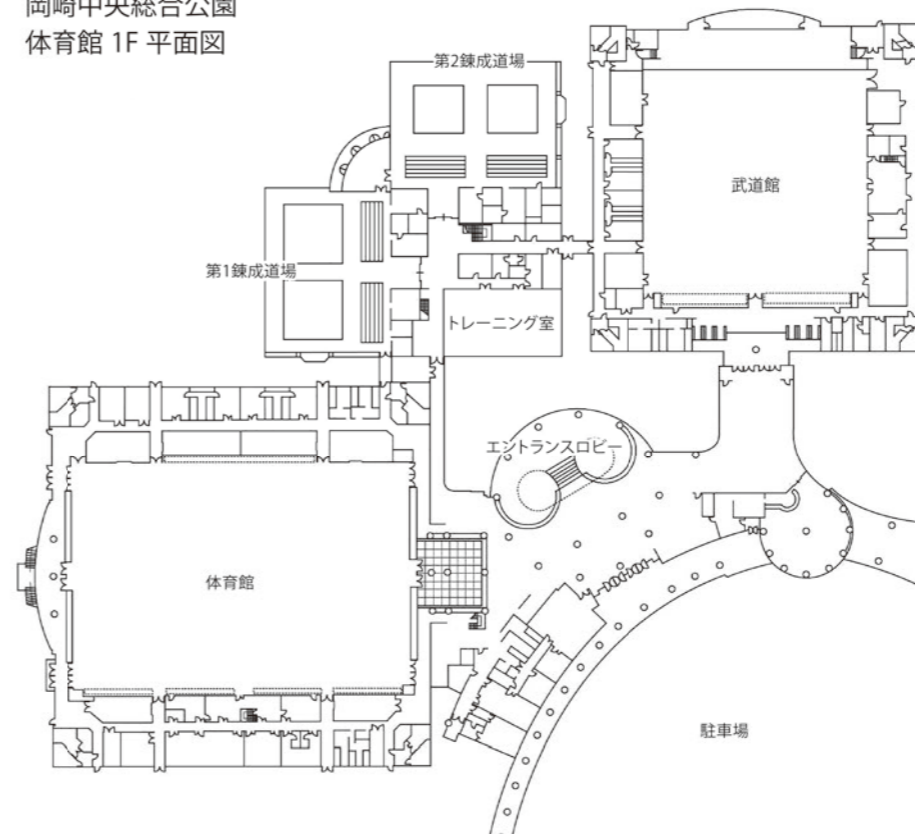 岡崎中央総合公園
体育館 1F 平面図
第2錬成道場
武道館
第1錬成道場
トレーニング室
エントランスロビー
体育館
駐車場